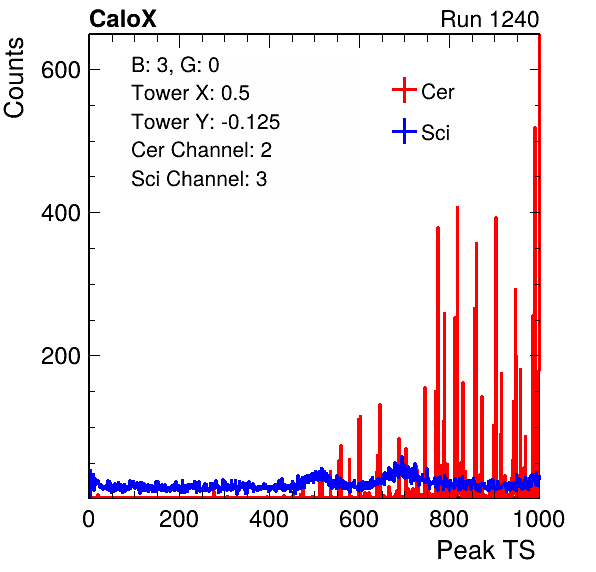 CaloX Run 1240
Counts
B: 3, G: 0
Tower X: 0.5
Tower Y: -0.125
Cer Channel: 2
Sci Channel: 3
Cer
Sci
600
400
200
0 200 400 600 800 1000
Peak TS